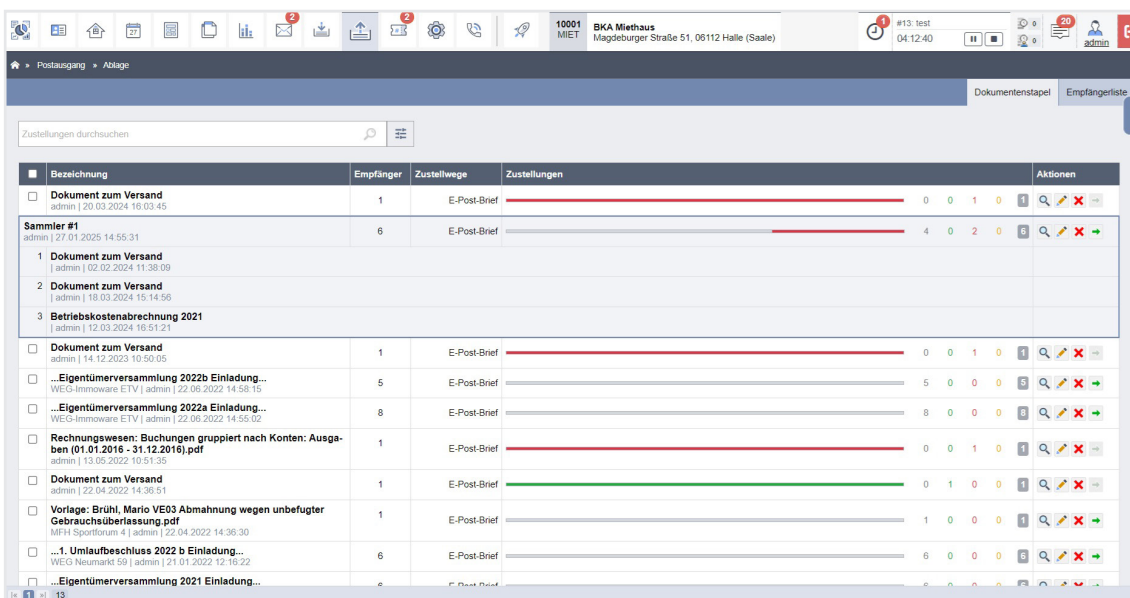 2 2 1 20
27
10001 MIET
BKA Miethaus
Magdeburger Straße 51, 06112 Halle (Saale)
#13: test
04:12:40
0
0
admin
» Postausgang » Ablage
Dokumentenstapel Empfängerliste
Zustellungen durchsuchen
Bezeichnung Empfänger Zustellwege Zustellungen Aktionen
Dokument zum Versand 1 E-Post-Brief 0 0 1 0 1
admin | 20.03.2024 16:03:45
Sammler #1 6 E-Post-Brief 4 0 2 0 6
admin | 27.01.2025 14:55:31
1 Dokument zum Versand
| admin | 02.02.2024 11:38:09
2 Dokument zum Versand
| admin | 18.03.2024 15:14:56
3 Betriebskostenabrechnung 2021
| admin | 12.03.2024 16:51:21
Dokument zum Versand 1 E-Post-Brief 0 0 1 0 1
admin | 14.12.2023 10:50:05
...Eigentümerversammlung 2022b Einladung... 5 E-Post-Brief 5 0 0 0 5
WEG-Immoware ETV | admin | 22.06.2022 14:58:15
...Eigentümerversammlung 2022a Einladung... 8 E-Post-Brief 8 0 0 0 8
WEG-Immoware ETV | admin | 22.06.2022 14:55:02
Rechnungswesen: Buchungen gruppiert nach Konten: Ausga-
ben (01.01.2016 - 31.12.2016).pdf 1 E-Post-Brief 0 0 1 0 1
admin | 13.05.2022 10:51:35
Dokument zum Versand 1 E-Post-Brief 0 1 0 0 1
admin | 22.04.2022 14:36:51
Vorlage: Brühl, Mario VE03 Abmahnung wegen unbefugter
Gebrauchsüberlassung.pdf 1 E-Post-Brief 1 0 0 0 1
MFH Sportforum 4 | admin | 22.04.2022 14:36:30
...1. Umlaufbeschluss 2022 b Einladung... 6 E-Post-Brief 6 0 0 0 6
WEG Neumarkt 59 | admin | 21.01.2022 12:16:22
...Eigentümerversammlung 2021 Einladung... 6 E-Post-Brief 6 0 0 0 6
1 13